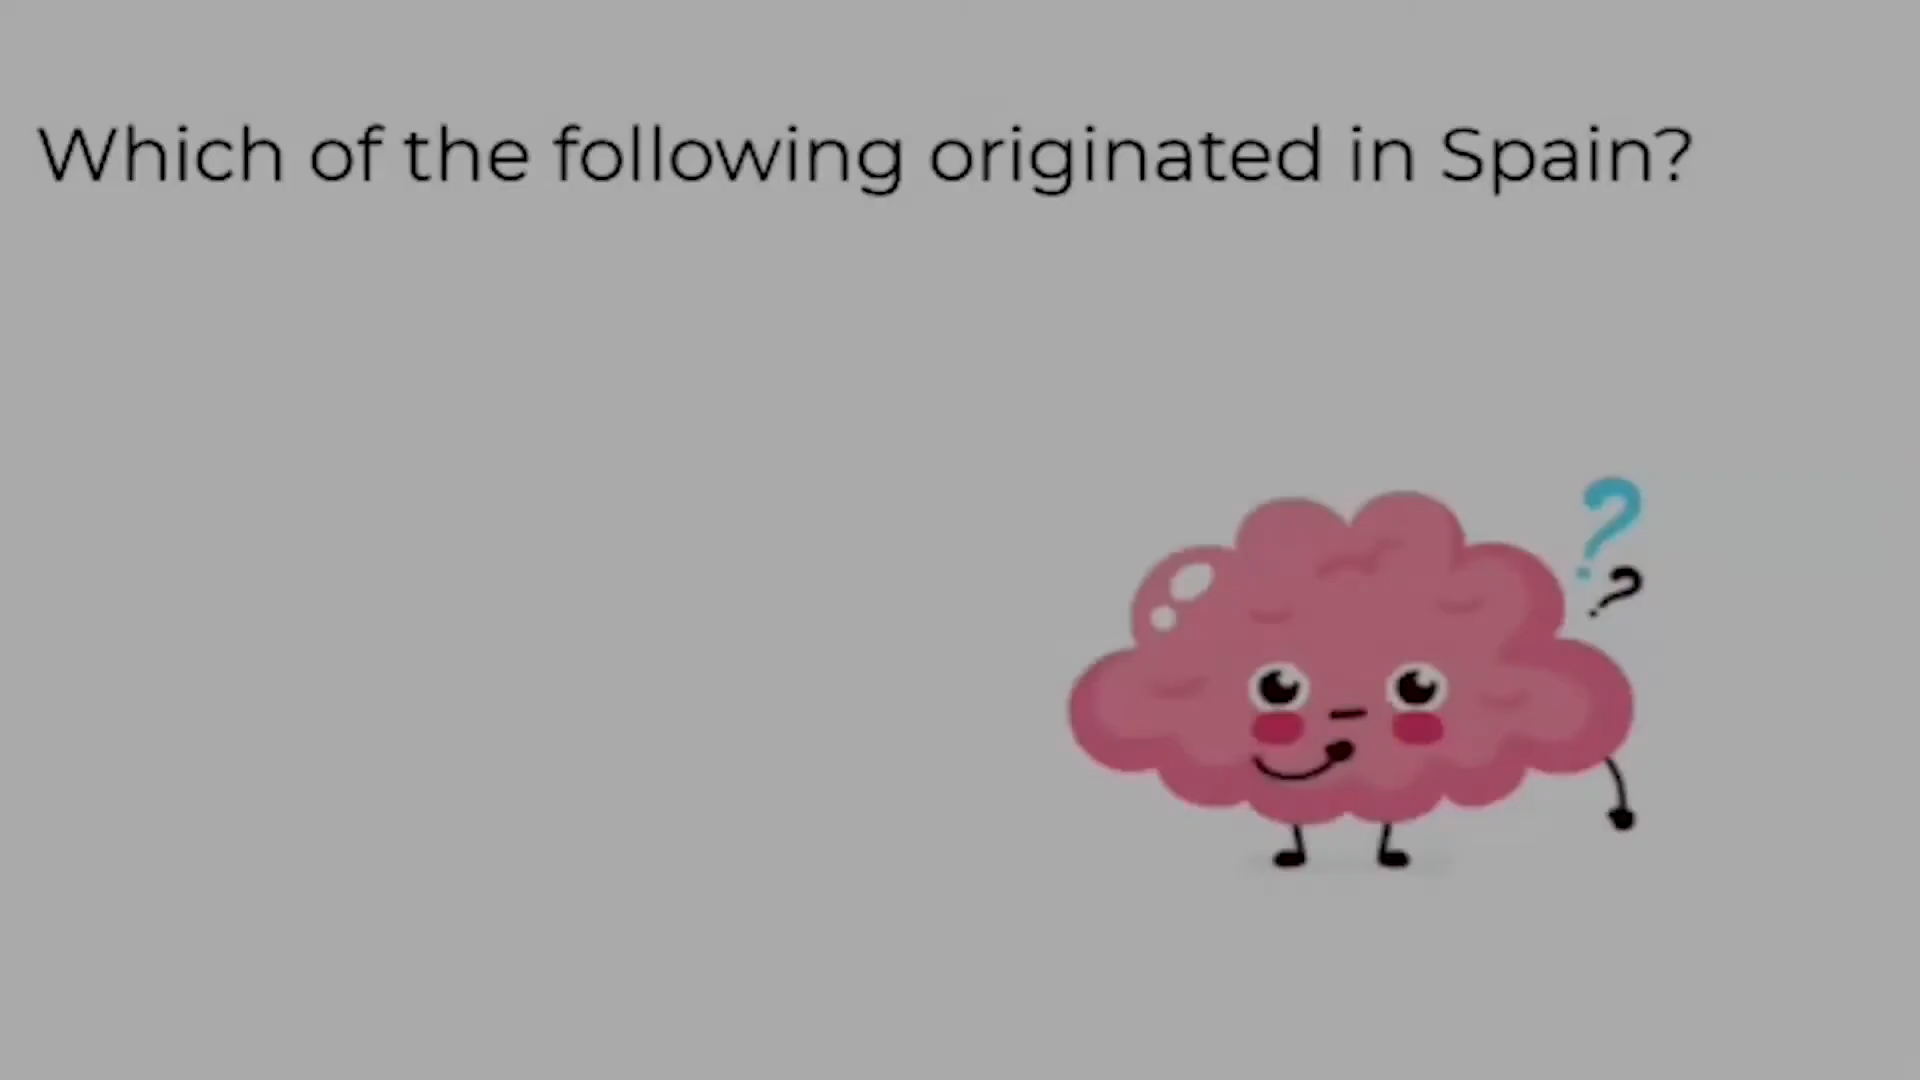 Which of the following originated in Spain?
? 
?